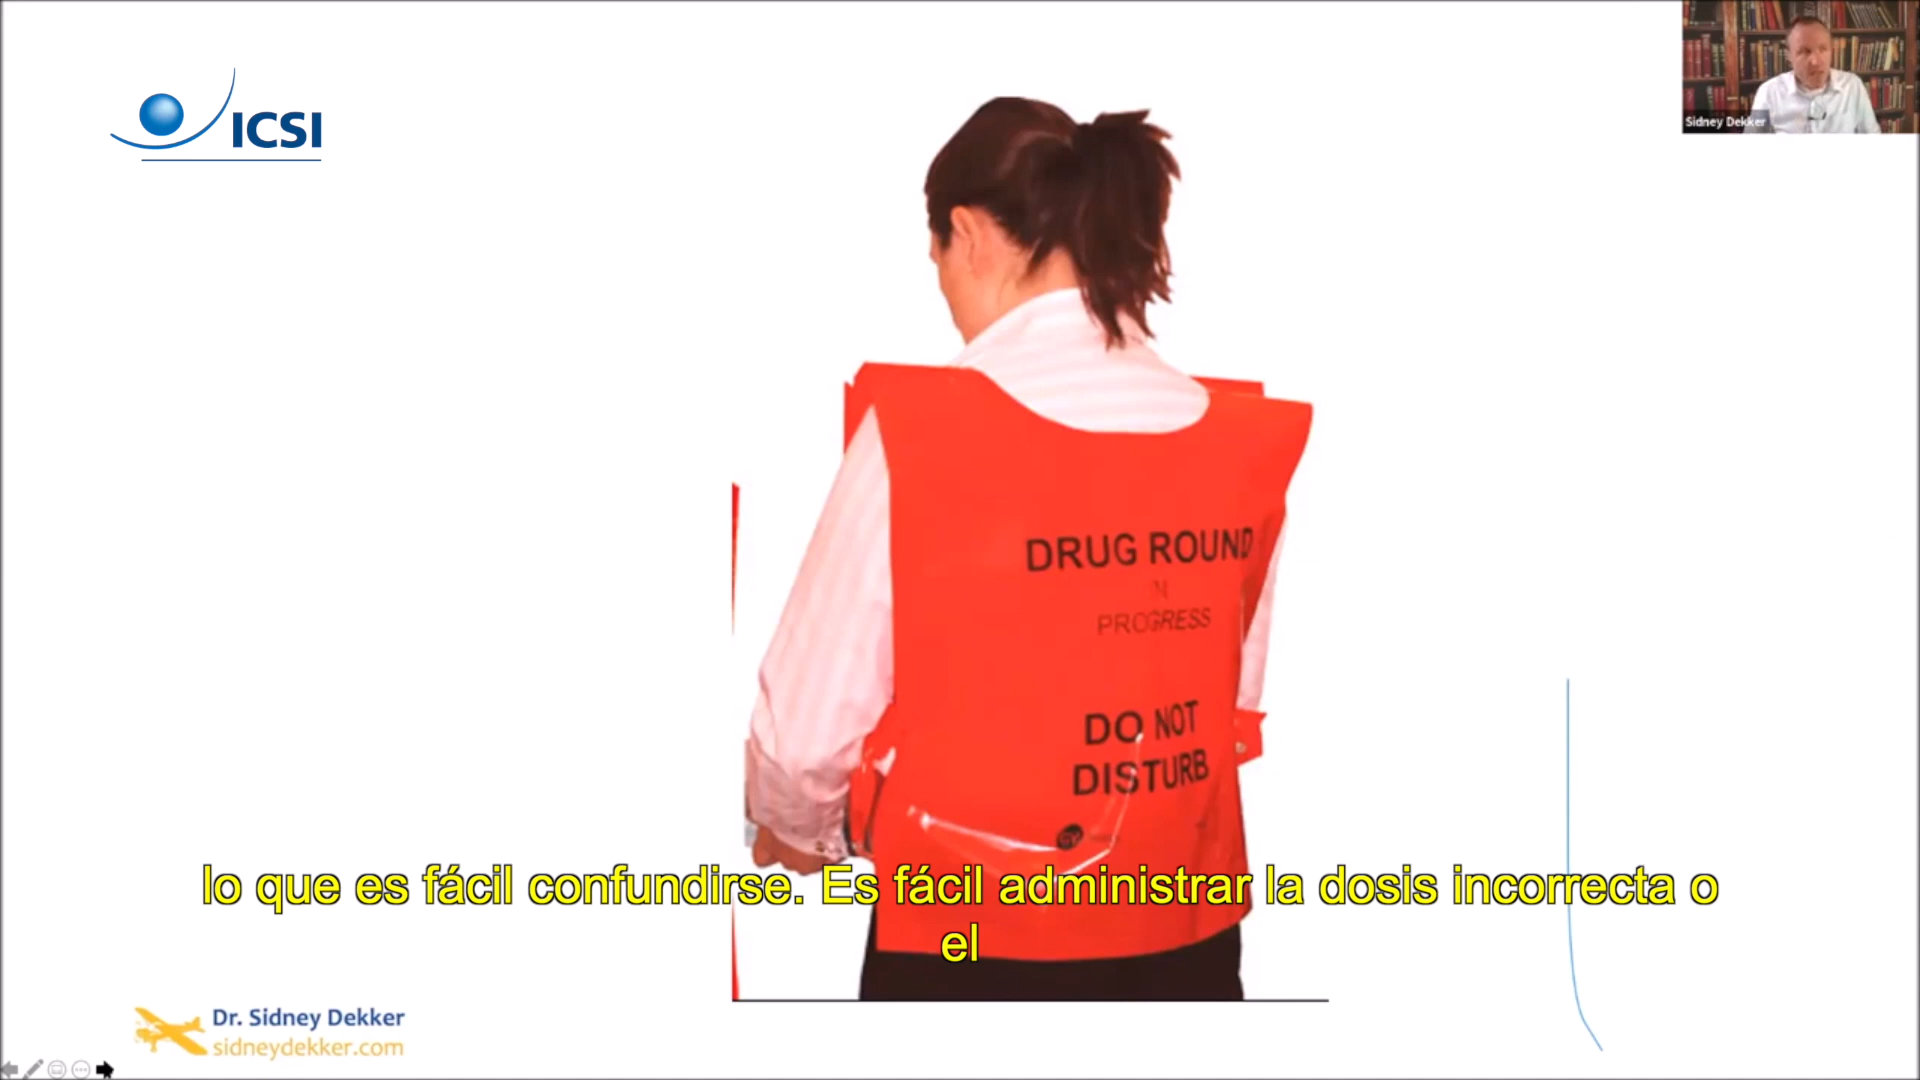 ICSI
Sidney Dekker
DRUG ROUND
IN
PROGRESS
DO NOT
DISTURB
lo que es fácil confundirse. Es fácil administrar la dosis incorrecta o
el
Dr. Sidney Dekker
sidneydekker.com